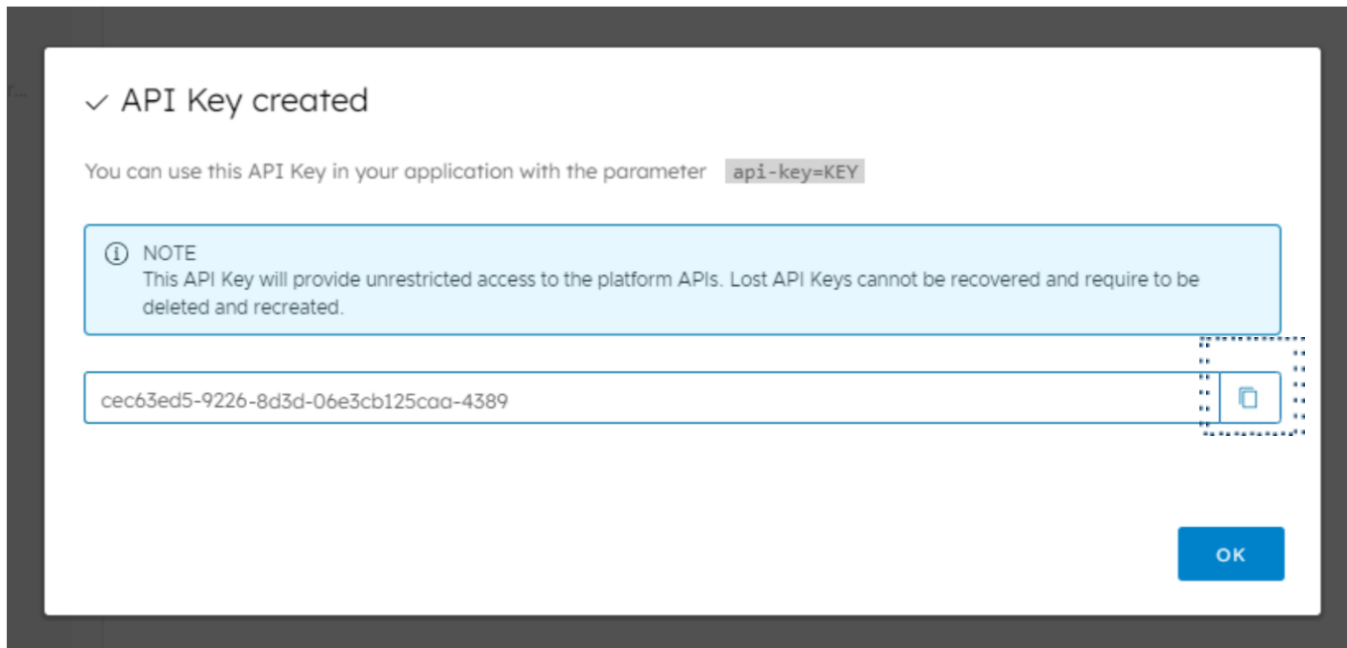 API Key created
You can use this API Key in your application with the parameter api-key=KEY
NOTE
This API Key will provide unrestricted access to the platform APIs. Lost API Keys cannot be recovered and require to be
deleted and recreated.
cec63ed5-9226-8d3d-06e3cb125caa-4389
OK